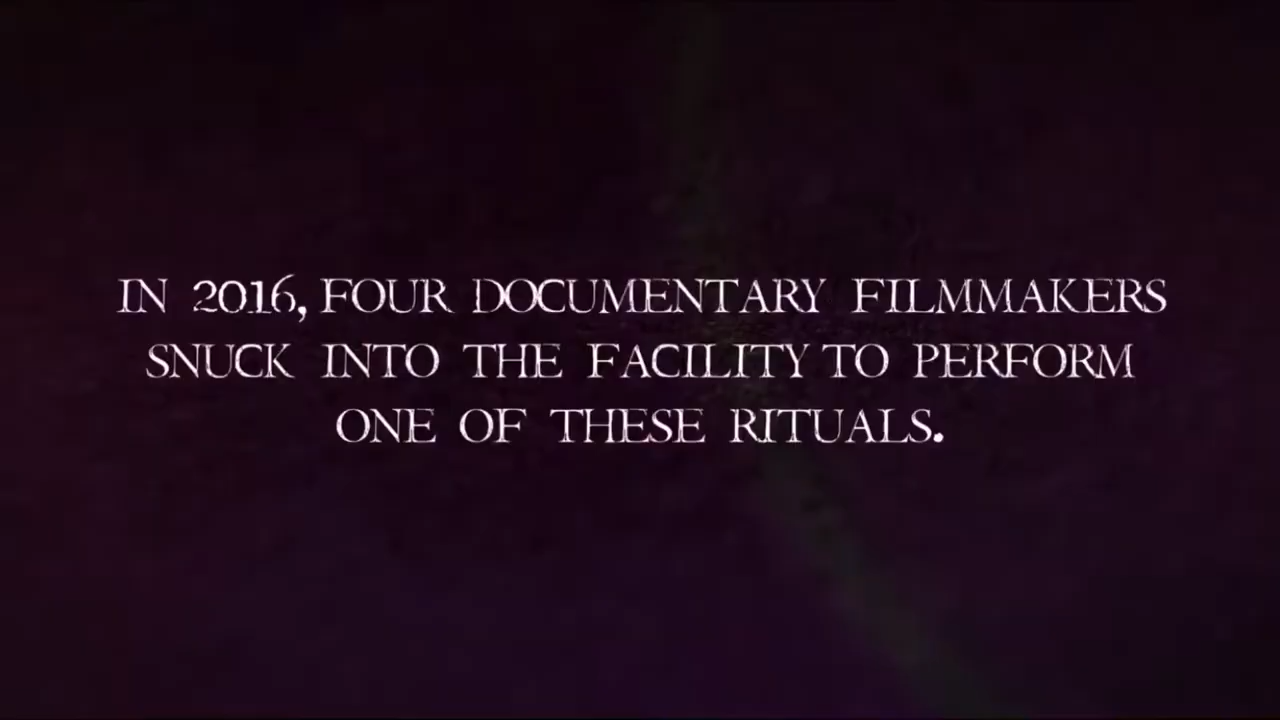 IN 2016, FOUR DOCUMENTARY FILMMAKERS
SNUCK INTO THE FACILITY TO PERFORM
ONE OF THESE RITUALS.